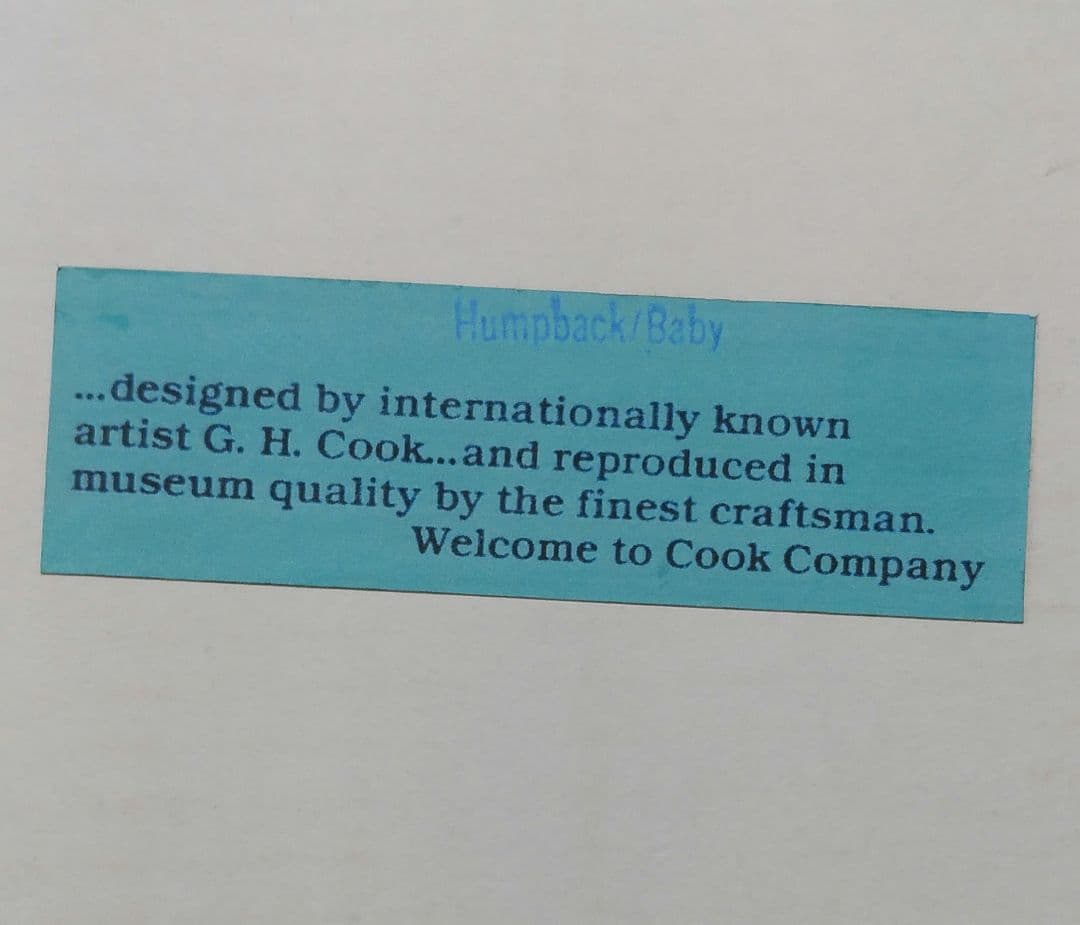 Humpback/Baby
...designed by internationally known
artist G. H. Cook...and reproduced in
museum quality by the finest craftsman.
Welcome to Cook Company